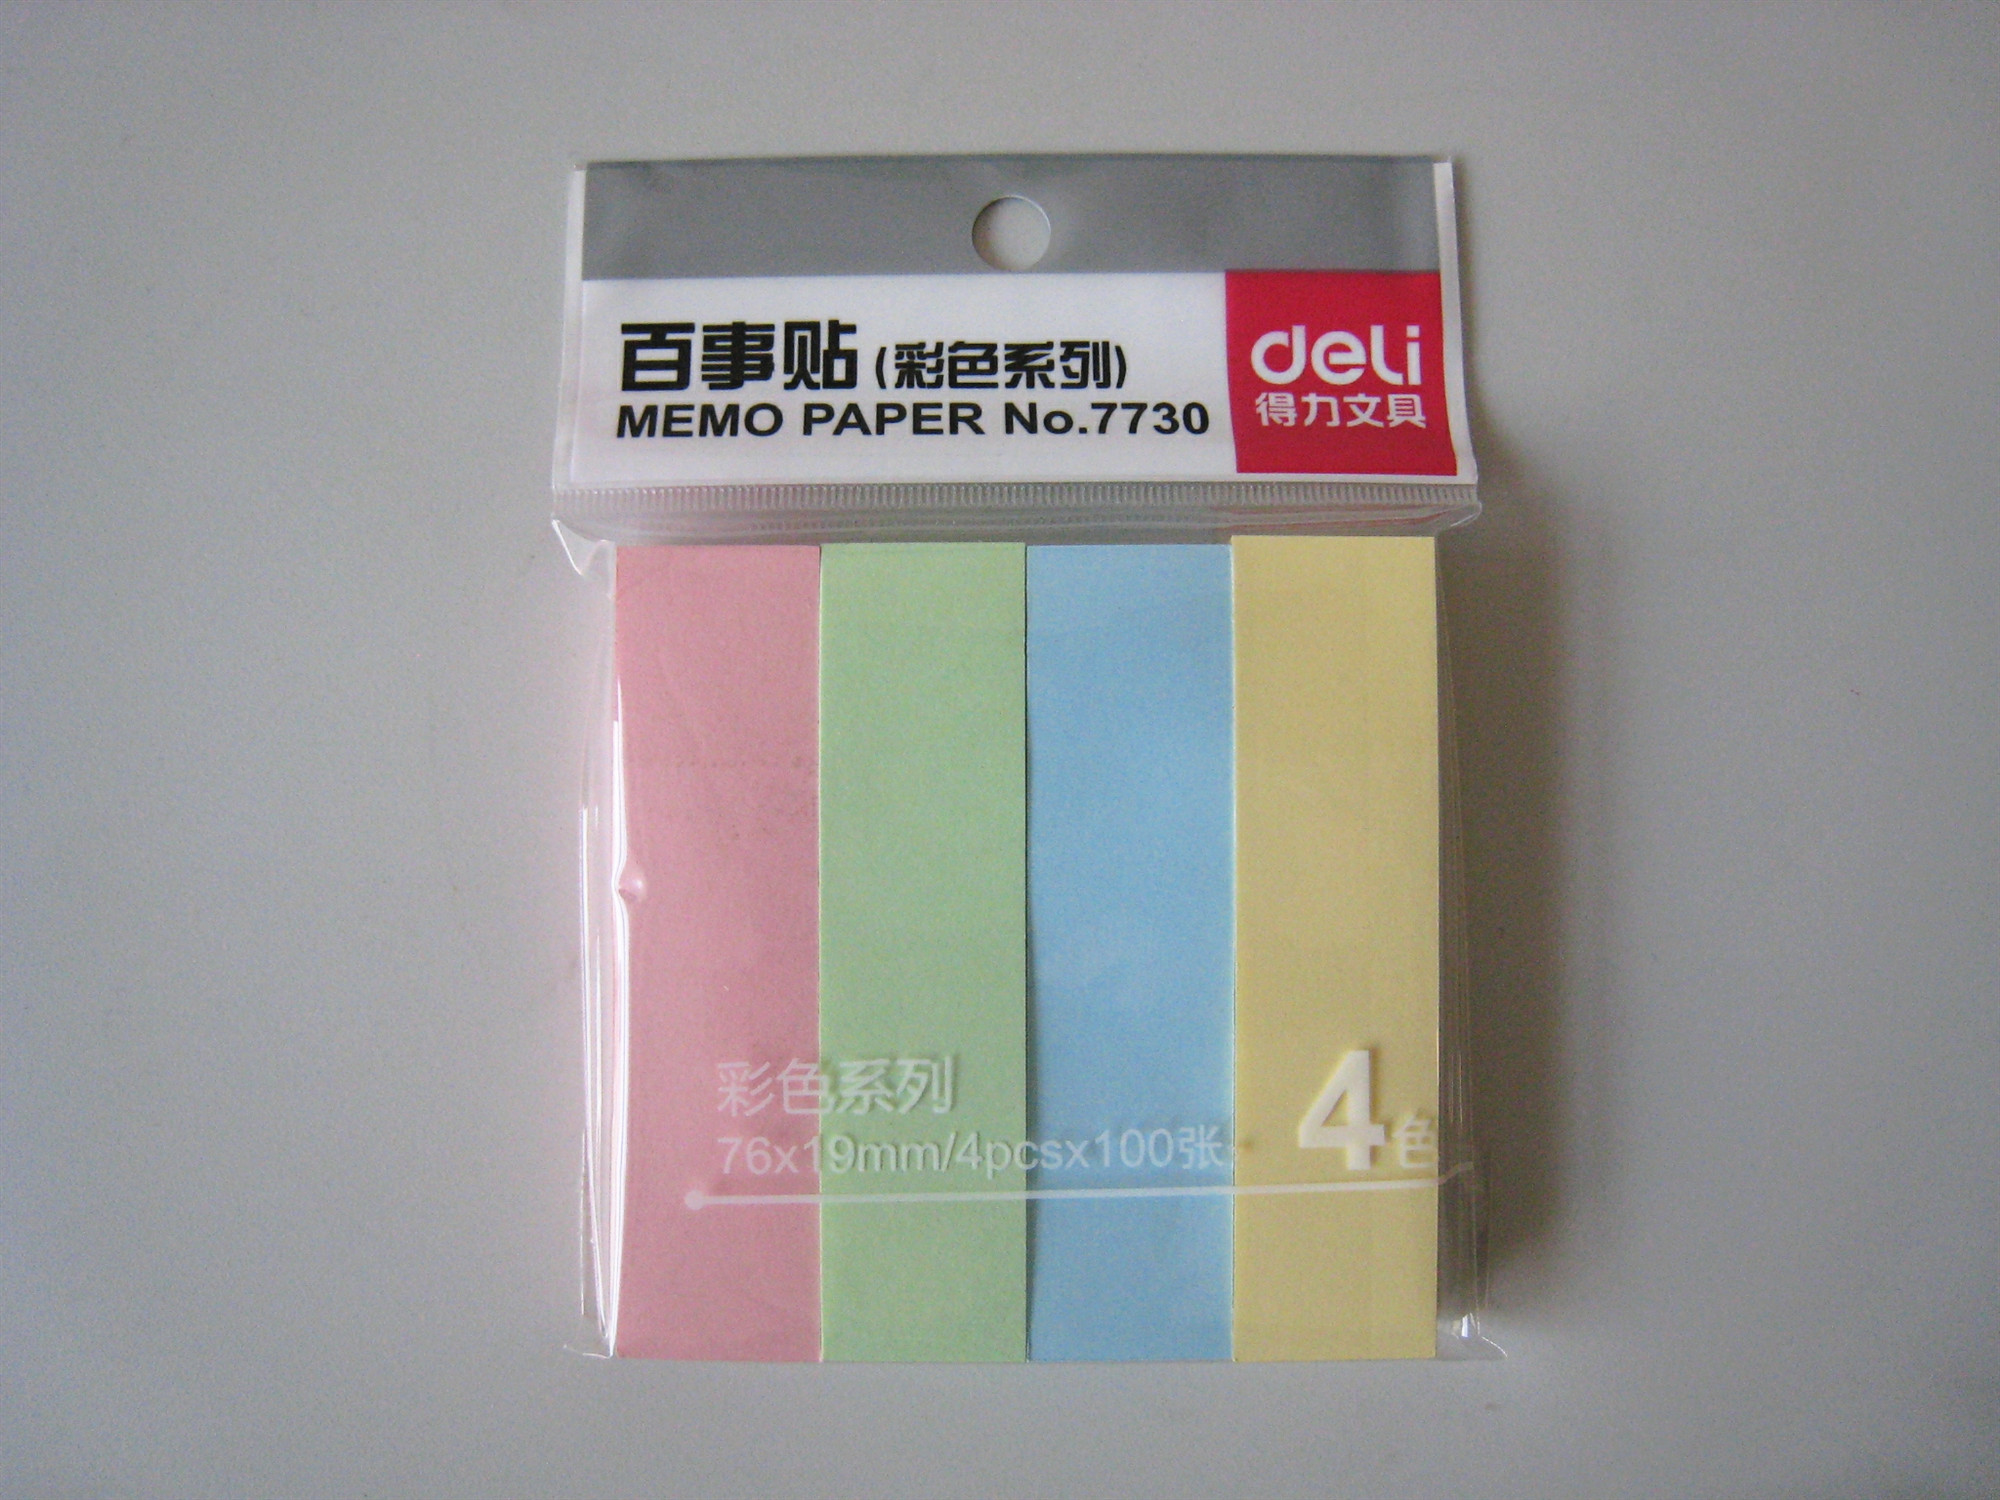 百事贴(彩色系列)
MEMO PAPER No.7730
deli
得力文具
彩色系列
76x19mm/4pcsx100张
4色